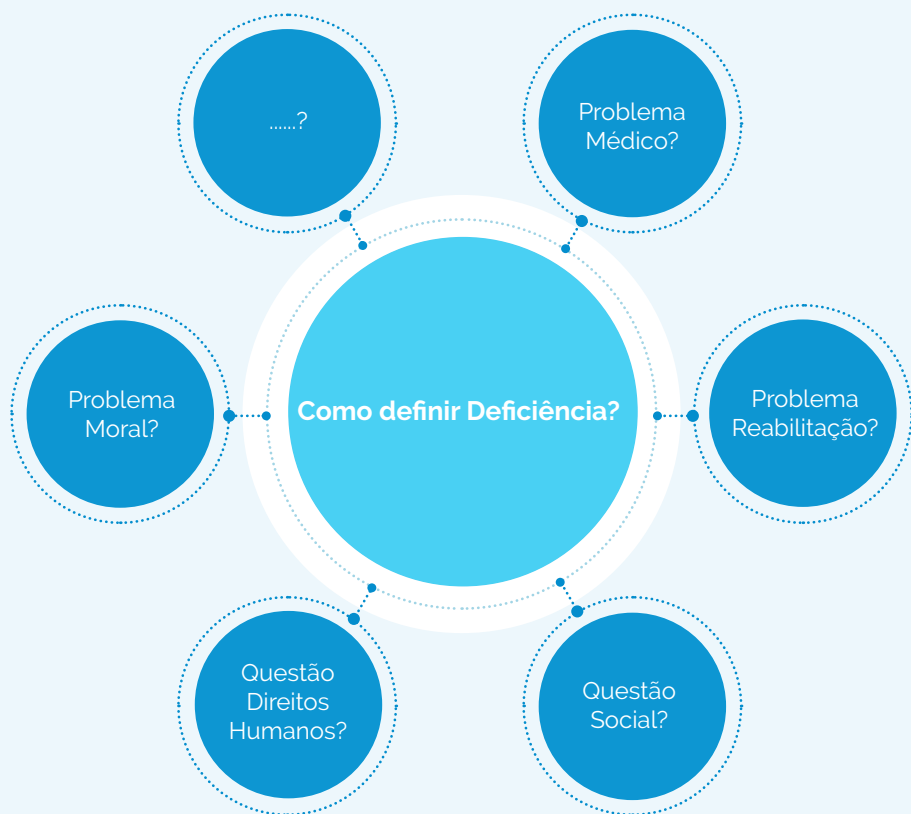 ......?
Problema
Médico?
Problema
Moral?
Como definir Deficiência?
Problema
Reabilitação?
Questão
Direitos
Humanos?
Questão
Social?